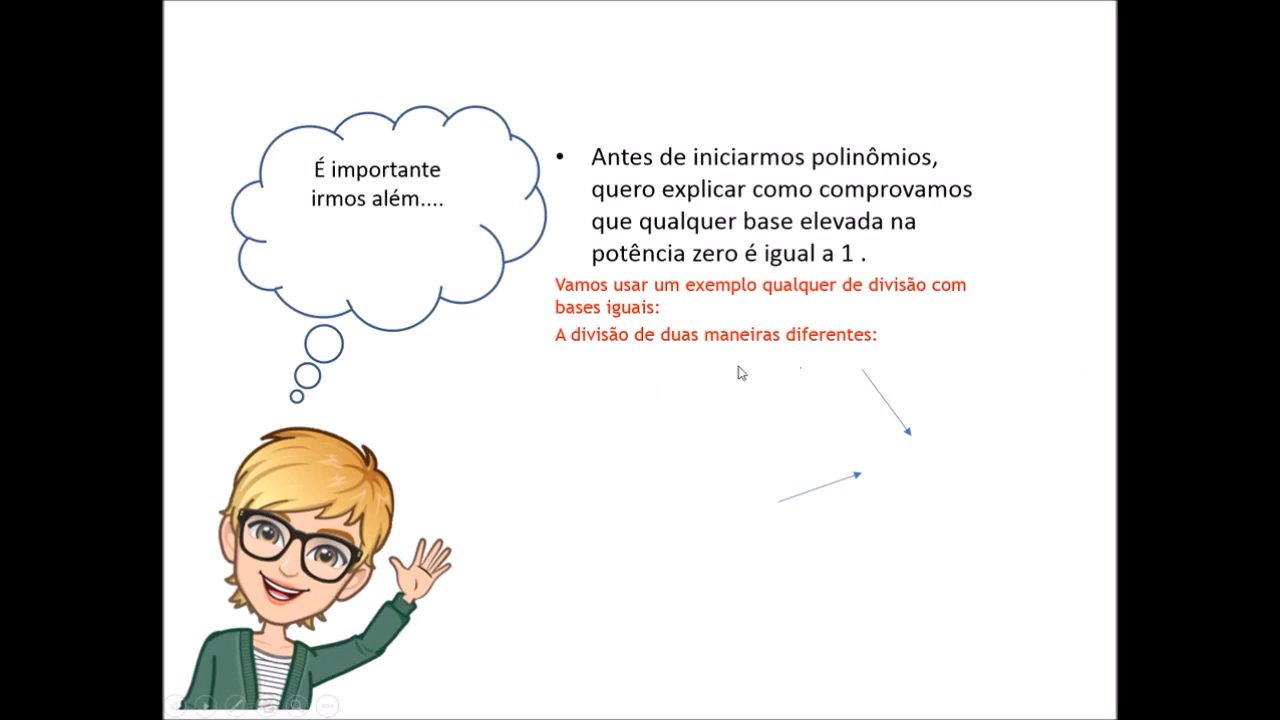 É importante
irmos além....
• Antes de iniciarmos polinômios,
quero explicar como comprovamos
que qualquer base elevada na
potência zero é igual a 1 .
Vamos usar um exemplo qualquer de divisão com
bases iguais:
A divisão de duas maneiras diferentes: